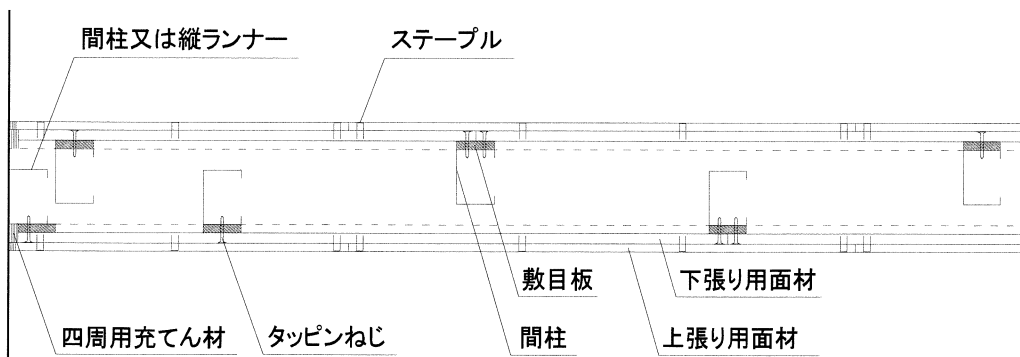 間柱又は縦ランナー
ステープル
敷目板
下張り用面材
四周用充てん材
タッピンねじ
間柱
上張り用面材